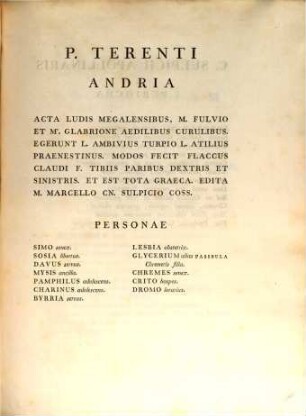 P. TERENTI
ANDRIA
ACTA LUDIS MEGALENSIBUS, M. FULVIO
ET M'. GLABRIONE AEDILIBUS CURULIBUS.
EGERUNT L. AMBIVIUS TURPIO L. ATILIUS
PRAENESTINUS. MODOS FECIT FLACCUS
CLAUDI F. TIBIIS PARIBUS DEXTRIS ET
SINISTRIS. ET EST TOTA GRAECA. EDITA
M. MARCELLO CN. SULPICIO COSS.
PERSONAE
SIMO senex.
SOSIA libertus.
DAVUS servus.
MYSIS ancilla.
PAMPHILUS adolescens.
CHARINUS adolescens.
BYRRIA servus.
LESBIA obstetrix.
GLYCERIUM alias PASIBULA
Chremetis filia.
CHREMES senex.
CRITO hospes.
DROMO lorarius.